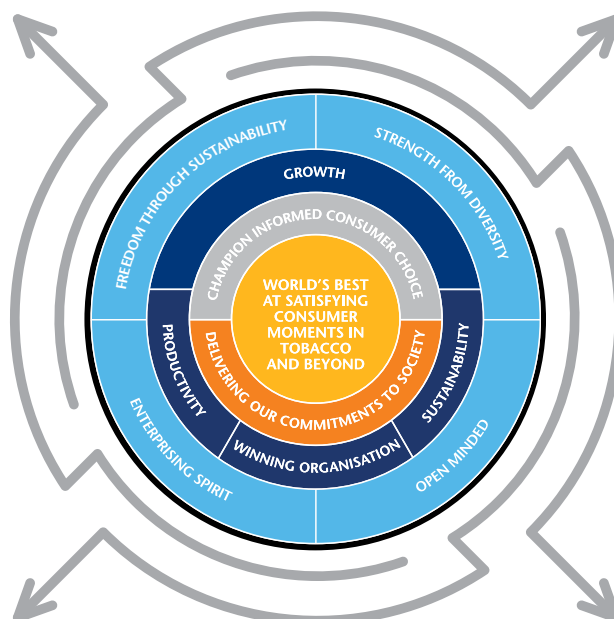 FREEDOM THROUGH SUSTAINABILITY
STRENGTH FROM DIVERSITY
GROWTH
CHAMPION INFORMED CONSUMER CHOICE
WORLD'S BEST
AT SATISFYING
CONSUMER
MOMENTS IN
TOBACCO
AND BEYOND
DELIVERING OUR COMMITMENTS TO SOCIETY
PRODUCTIVITY
WINNING ORGANISATION
SUSTAINABILITY
ENTERPRISING SPIRIT
OPEN MINDED